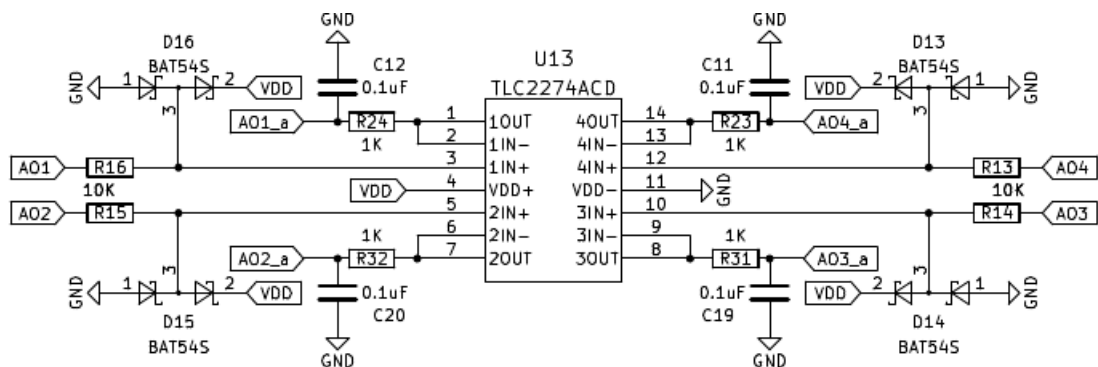 GND GND
D16 U13 D13
BAT54S C12 TLC2274ACD C11 BAT54S
GND 1 2 VDD 0.1uF 0.1uF VDD 2 1 GND
3 3
AO1_a R24 1 1OUT 4OUT 14 R23 AO4_a
1K 2 1IN- 4IN- 13 1K
AO1 R16 3 1IN+ 4IN+ 12 R13 AO4
10K VDD 4 VDD+ VDD- 11 GND 10K
AO2 R15 5 2IN+ 3IN+ 10 R14 AO3
1K 6 2IN- 3IN- 9 1K
AO2_a R32 7 2OUT 3OUT 8 R31 AO3_a
3 3
GND 1 2 VDD 0.1uF 0.1uF VDD 2 1 GND
D15 C20 C19 D14
BAT54S BAT54S
GND GND